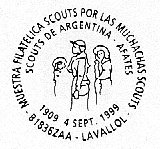 MUESTRA FILATELICA SCOUTS POR LAS MUCHACHAS SCOUTS
SCOUTS DE ARGENTINA - AFATES
1909 4 SEPT. 1999
- B1836ZAA - LAVALLOL -